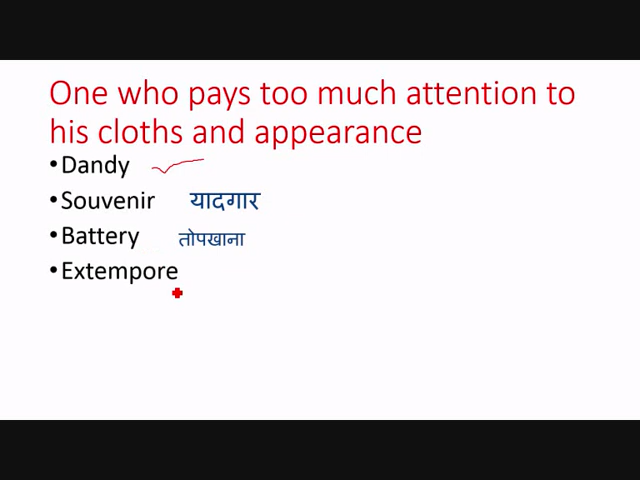 One who pays too much attention to
his cloths and appearance
•Dandy
•Souvenir यादगार
•Battery तोपखाना
•Extempore